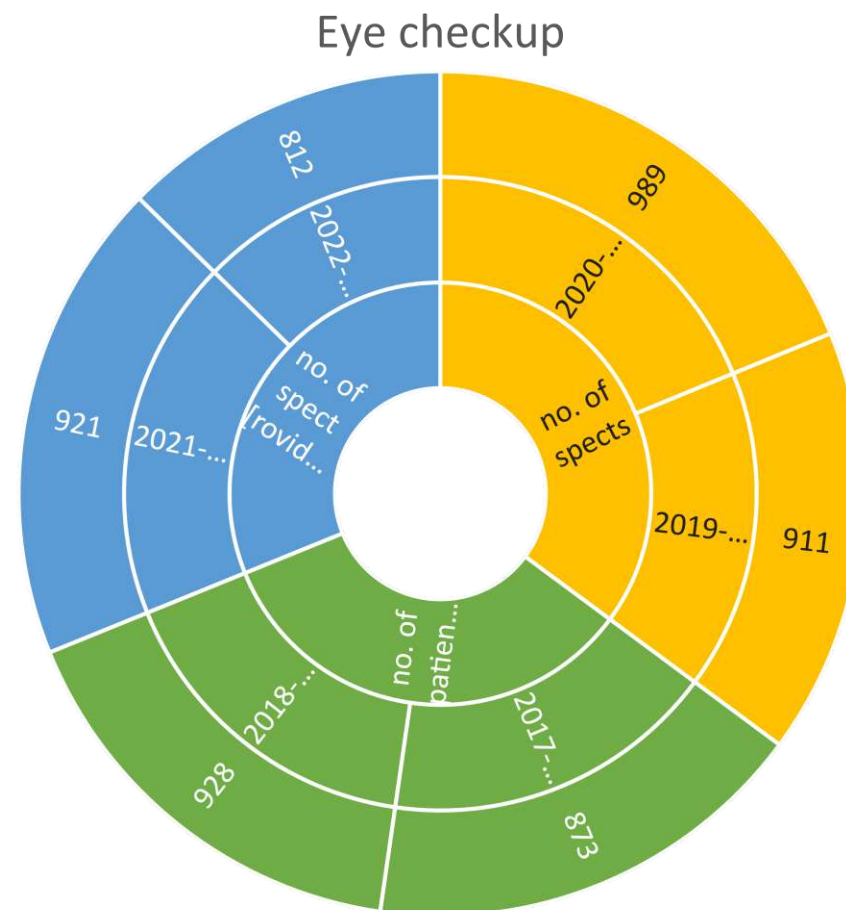 Eye checkup
989
2020-...
no. of
spects
911
2019-...
873
2017-...
no. of
patien...
928
2018-...
921
2021-...
no. of
spect
[rovid...
812
2022-...